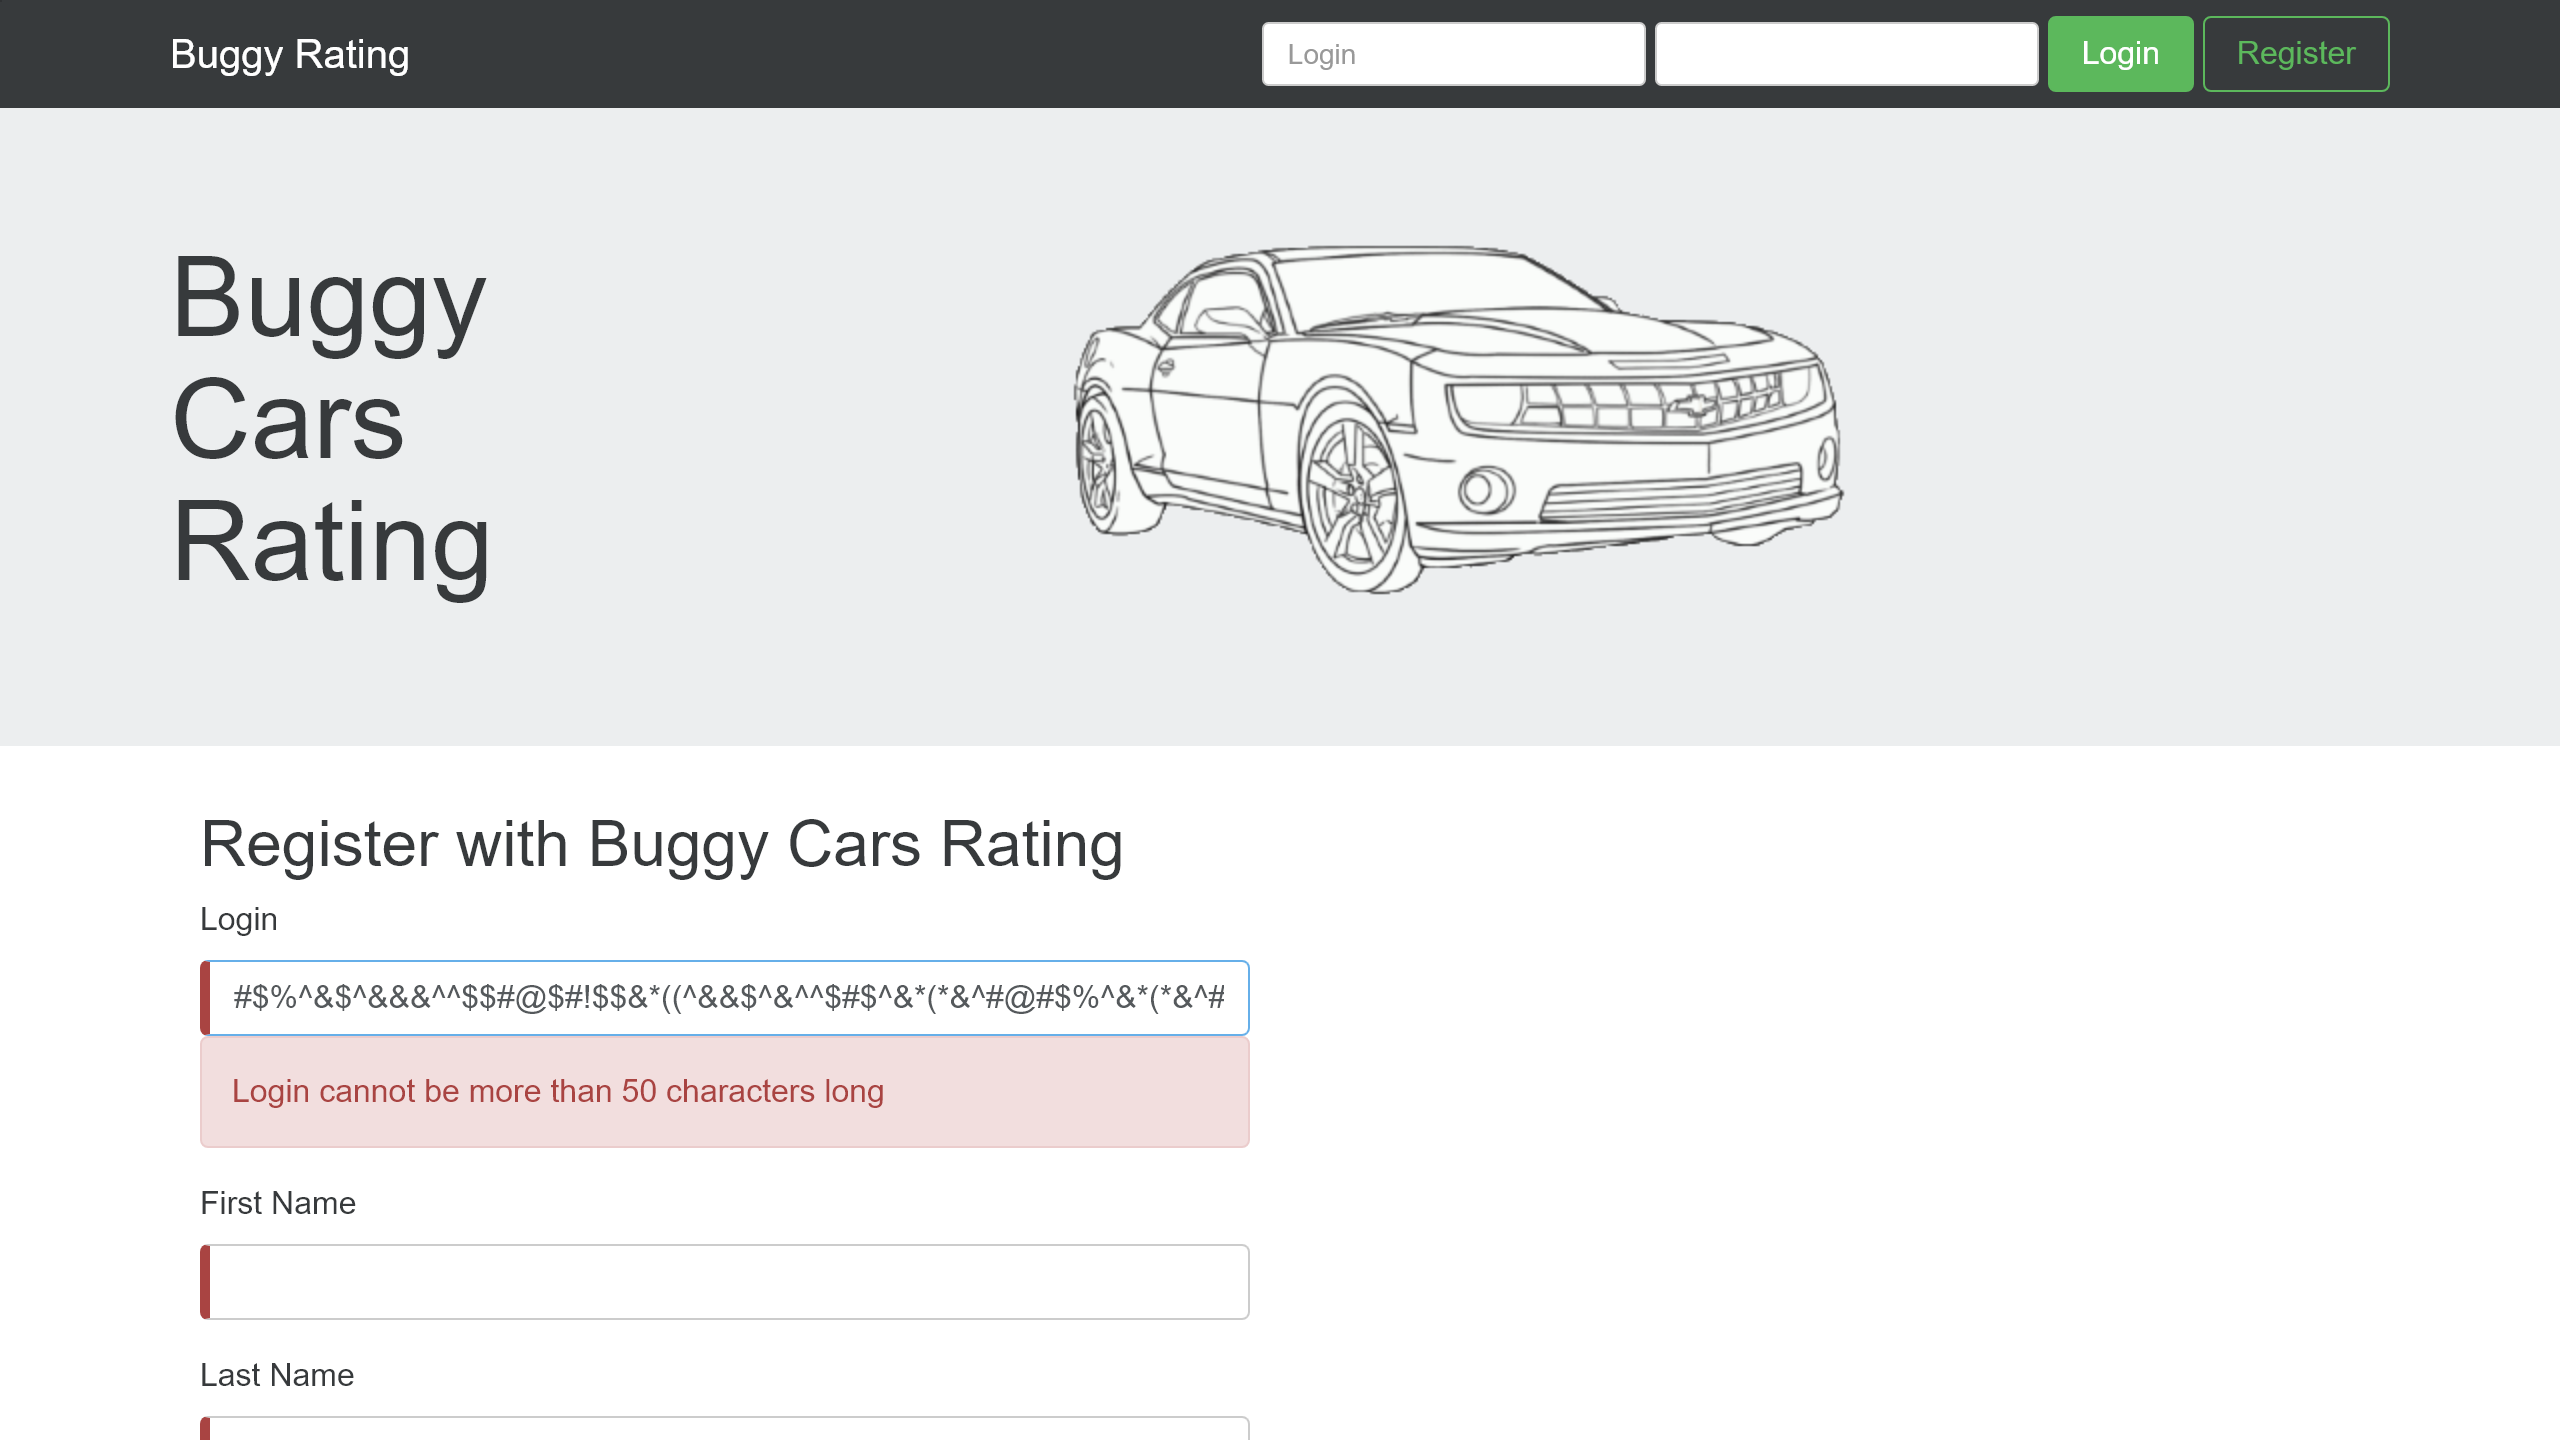 Buggy Rating
Login
Login
Register
Buggy
Cars
Rating
Register with Buggy Cars Rating
Login
#$%^&$^&&&^^$$#@$#!$$&*((^&&$^&^^$#$^&*(*&^#@#$%^&*(*&^#
Login cannot be more than 50 characters long
First Name
Last Name